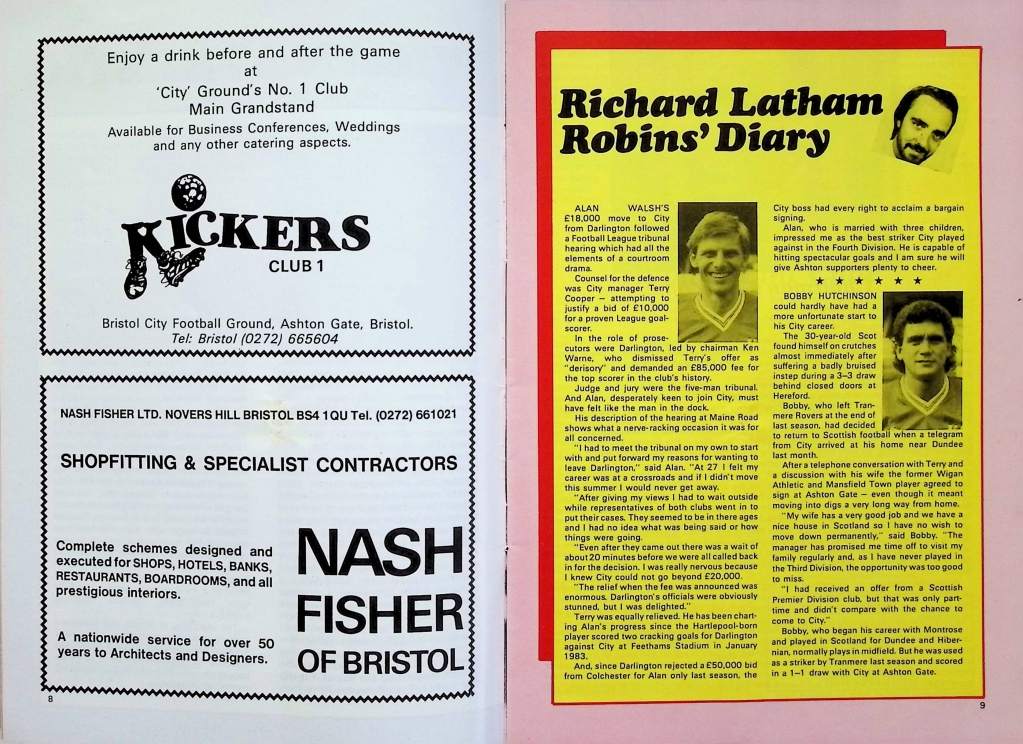 Enjoy a drink before and after the game
at
'City' Ground's No. 1 Club
Main Grandstand
Available for Business Conferences, Weddings
and any other catering aspects.
KICKERS
CLUB 1
Bristol City Football Ground, Ashton Gate, Bristol.
Tel: Bristol (0272) 665604
NASH FISHER LTD. NOVERS HILL BRISTOL BS4 1QU Tel. (0272) 661021
SHOPFITTING & SPECIALIST CONTRACTORS
Complete schemes designed and
executed for SHOPS, HOTELS, BANKS,
RESTAURANTS, BOARDROOMS, and all
prestigious interiors.
A nationwide service for over 50
years to Architects and Designers.
NASH
FISHER
OF BRISTOL
8
Richard Latham
Robins' Diary
ALAN WALSH'S
£18,000 move to City
from Darlington followed
a Football League tribunal
hearing which had all the
elements of a courtroom
drama.
Counsel for the defence
was City manager Terry
Cooper — attempting to
justify a bid of £10,000
for a proven League goal-
scorer.
In the role of prose-
cutors were Darlington, led by chairman Ken
Warne, who dismissed Terry's offer as
"derisory" and demanded an £85,000 fee for
the top scorer in the club's history.
Judge and jury were the five-man tribunal.
And Alan, desperately keen to join City, must
have felt like the man in the dock.
His description of the hearing at Maine Road
shows what a nerve-racking occasion it was for
all concerned.
"I had to meet the tribunal on my own to start
with and put forward my reasons for wanting to
leave Darlington," said Alan. "At 27 I felt my
career was at a crossroads and if I didn't move
this summer I would never get away.
"After giving my views I had to wait outside
while representatives of both clubs went in to
put their cases. They seemed to be in there ages
and I had no idea what was being said or how
things were going.
"Even after they came out there was a wait of
about 20 minutes before we were all called back
in for the decision. I was really nervous because
I knew City could not go beyond £20,000.
"The relief when the fee was announced was
enormous. Darlington's officials were obviously
stunned, but I was delighted."
Terry was equally relieved. He has been chart-
ing Alan's progress since the Hartlepool-born
player scored two cracking goals for Darlington
against City at Feethams Stadium in January
1983.
And, since Darlington rejected a £50,000 bid
from Colchester for Alan only last season, the
City boss had every right to acclaim a bargain
signing.
Alan, who is married with three children,
impressed me as the best striker City played
against in the Fourth Division. He is capable of
hitting spectacular goals and I am sure he will
give Ashton supporters plenty to cheer.
★ ★ ★ ★ ★ ★
BOBBY HUTCHINSON
could hardly have had a
more unfortunate start to
his City career.
The 30-year-old Scot
found himself on crutches
almost immediately after
suffering a badly bruised
instep during a 3–3 draw
behind closed doors at
Hereford.
Bobby, who left Tran-
mere Rovers at the end of
last season, had decided
to return to Scottish football when a telegram
from City arrived at his home near Dundee
last month.
After a telephone conversation with Terry and
a discussion with his wife the former Wigan
Athletic and Mansfield Town player agreed to
sign at Ashton Gate — even though it meant
moving into digs a very long way from home.
"My wife has a very good job and we have a
nice house in Scotland so I have no wish to
move down permanently," said Bobby. "The
manager has promised me time off to visit my
family regularly and, as I have never played in
the Third Division, the opportunity was too good
to miss.
"I had received an offer from a Scottish
Premier Division club, but that was only part-
time and didn't compare with the chance to
come to City."
Bobby, who began his career with Montrose
and played in Scotland for Dundee and Hiber-
nian, normally plays in midfield. But he was used
as a striker by Tranmere last season and scored
in a 1–1 draw with City at Ashton Gate.
9